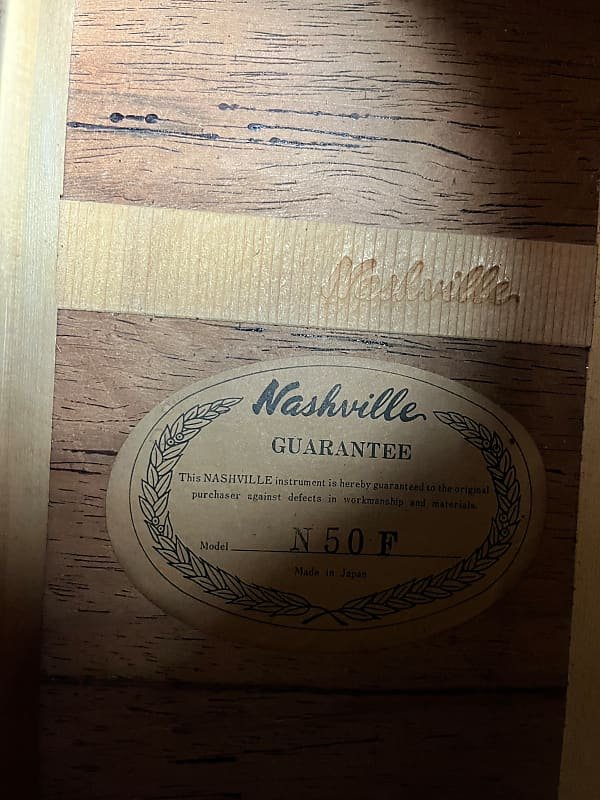 Nashville
Nashville
GUARANTEE
This NASHVILLE instrument is hereby guaranteed to the original
purchaser against defects in workmanship and materials.
Model N 50 F
Made in Japan